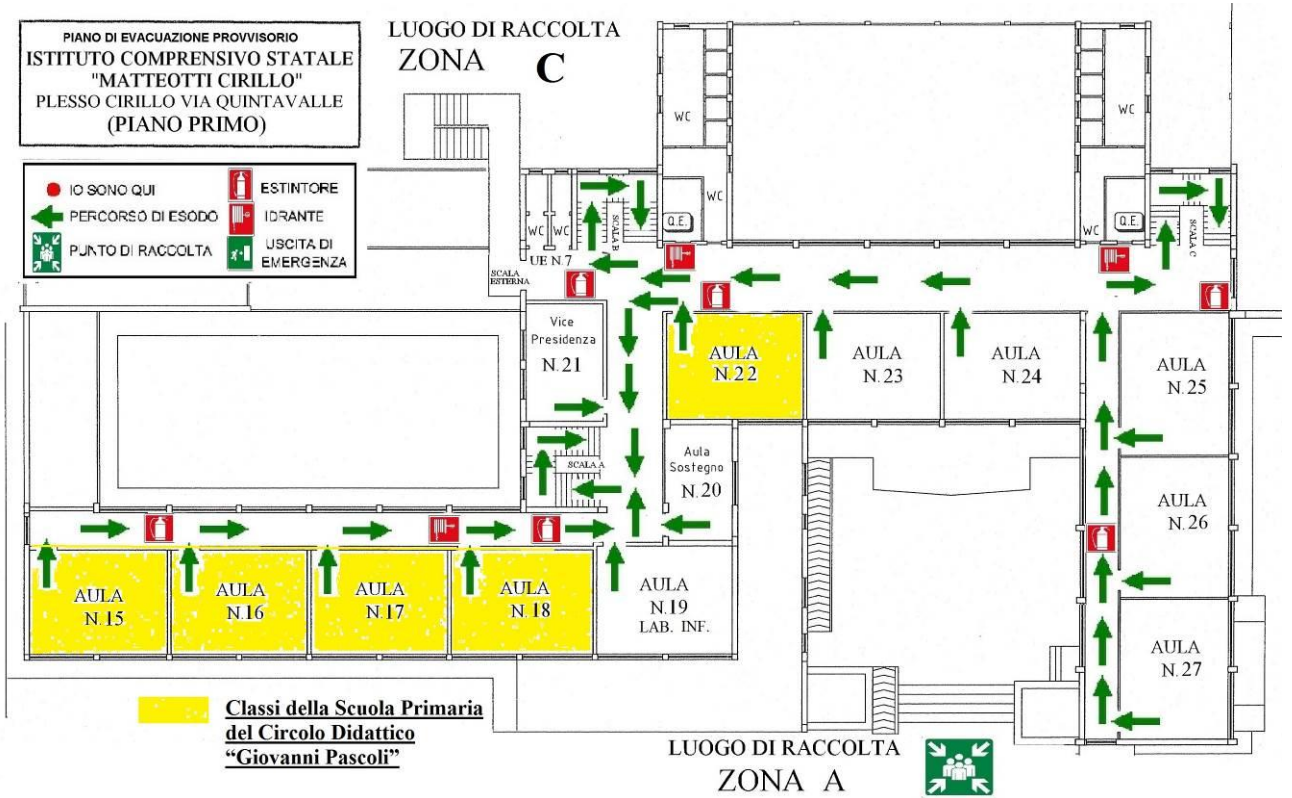 PIANO DI EVACUAZIONE PROVVISORIO
ISTITUTO COMPRENSIVO STATALE
"MATTEOTTI CIRILLO"
PLESSO CIRILLO VIA QUINTAVALLE
(PIANO PRIMO)
LUOGO DI RACCOLTA
ZONA C
IO SONO QUI
PERCORSO DI ESODO
PUNTO DI RACCOLTA
ESTINTORE
IDRANTE
USCITA DI
EMERGENZA
WC
WC
WC
WC
WC
WC
WC
Q.E.
Q.E.
SCALA B
SCALA C
UE N.7
SCALA
ESTERNA
Vice
Presidenza
N.21
AULA
N.22
AULA
N.23
AULA
N.24
AULA
N.25
SCALA A
Aula
Sostegno
N.20
AULA
N.26
AULA
N.15
AULA
N.16
AULA
N.17
AULA
N.18
AULA
N.19
LAB. INF.
AULA
N.27
Classi della Scuola Primaria
del Circolo Didattico
“Giovanni Pascoli”
LUOGO DI RACCOLTA
ZONA A